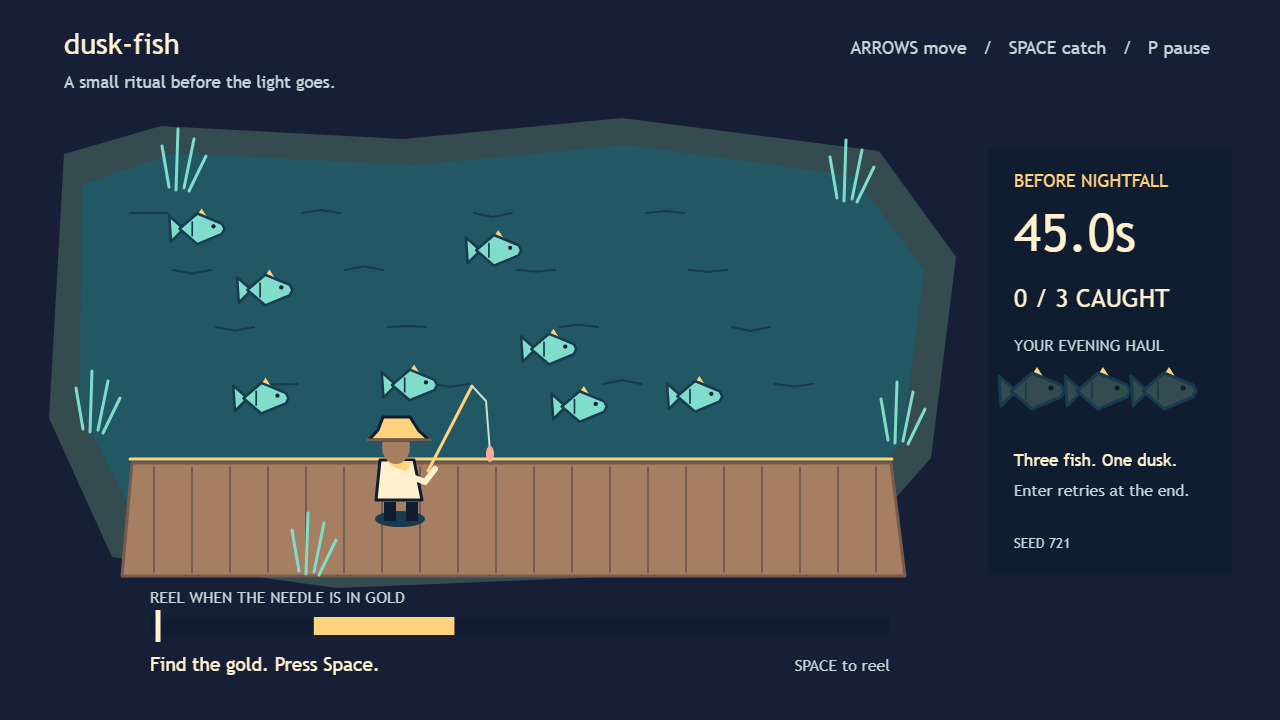 dusk-fish
ARROWS move / SPACE catch / P pause
A small ritual before the light goes.
BEFORE NIGHTFALL
45.0s
0 / 3 CAUGHT
YOUR EVENING HAUL
Three fish. One dusk.
Enter retries at the end.
SEED 721
REEL WHEN THE NEEDLE IS IN GOLD
Find the gold. Press Space.
SPACE to reel